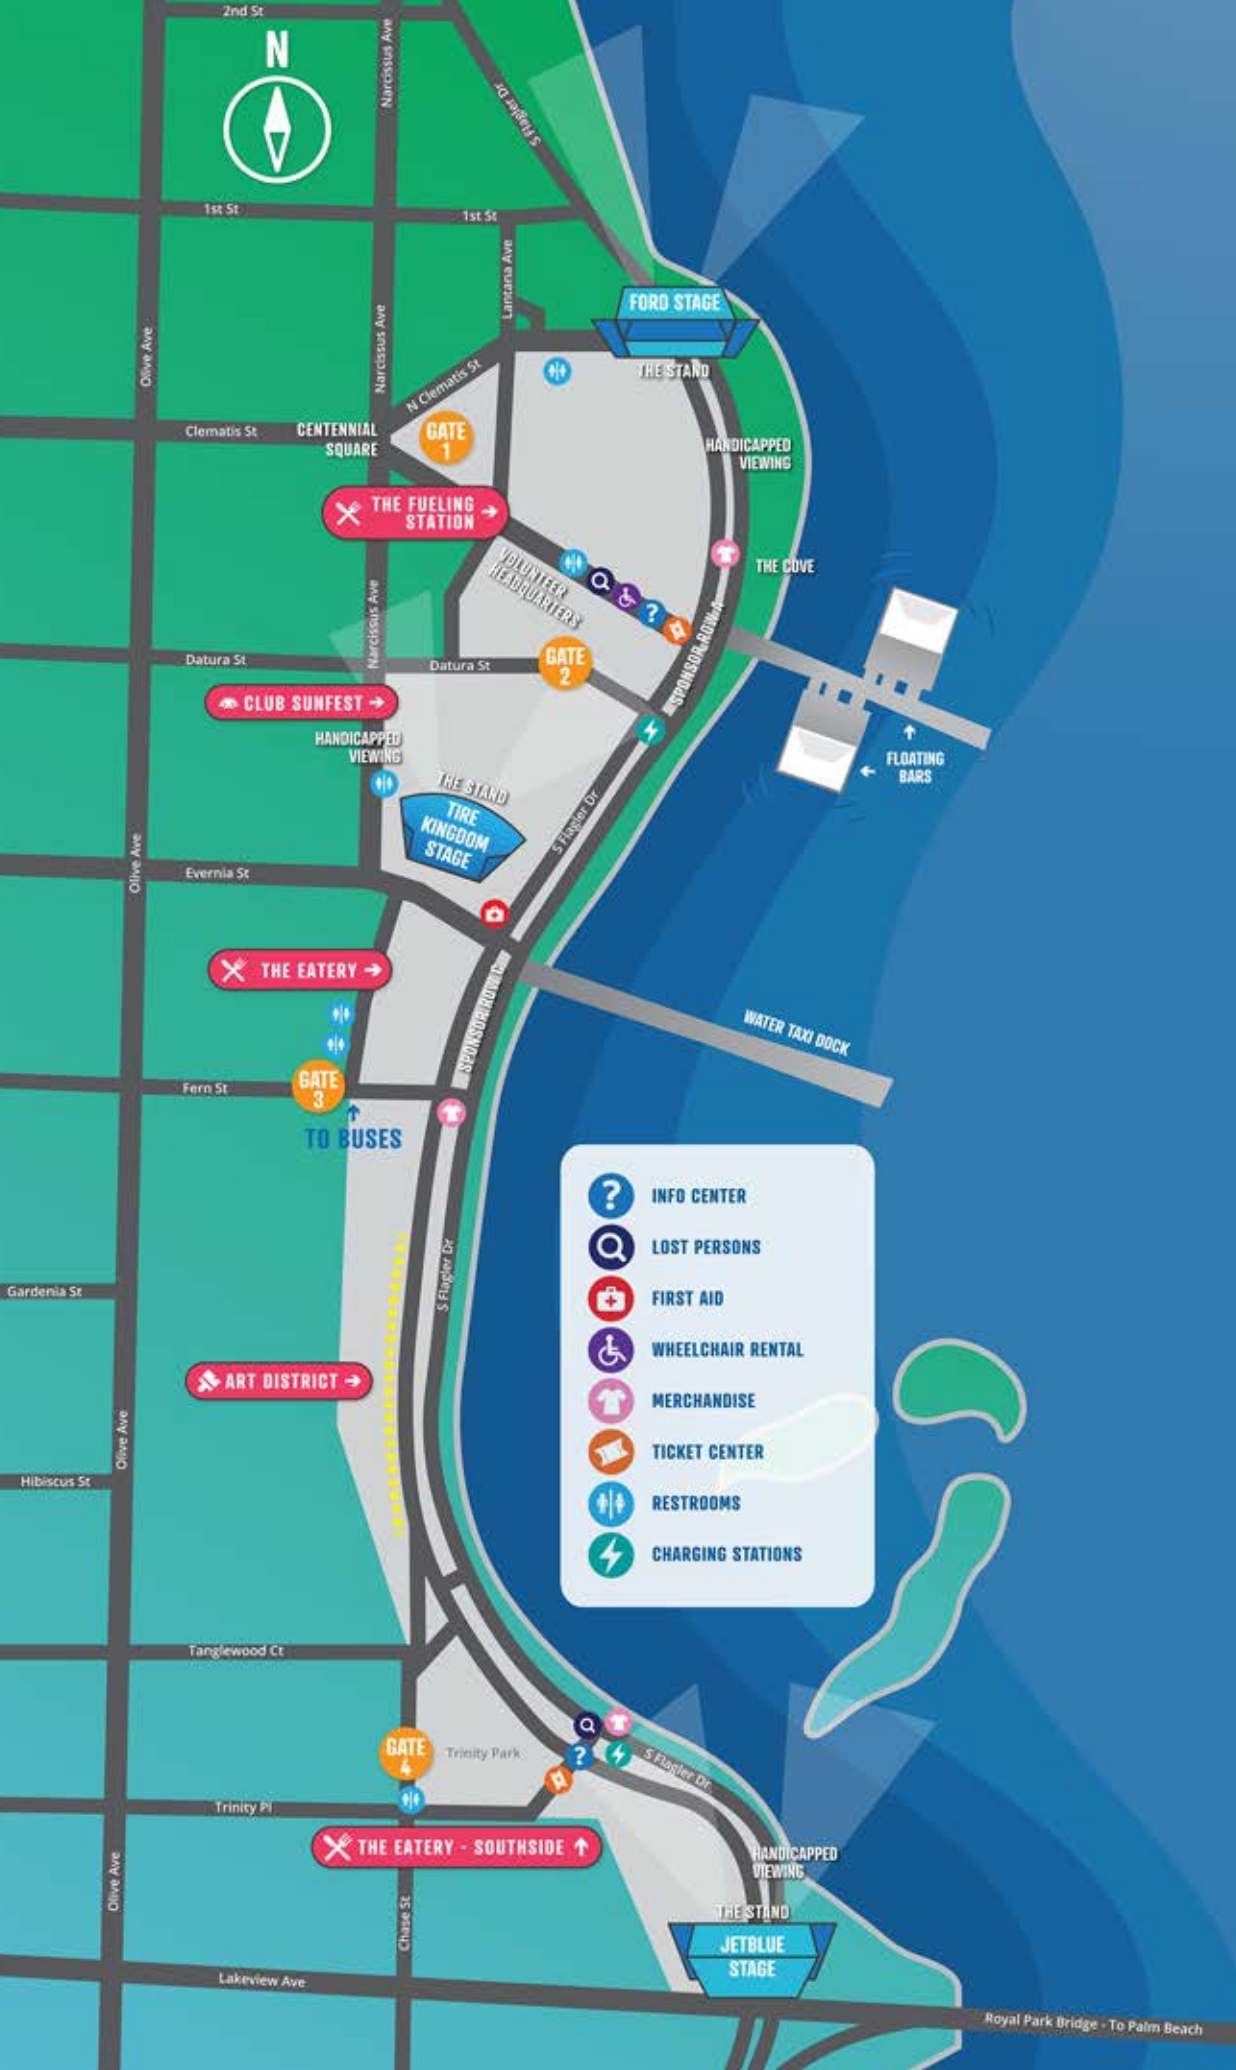 2nd St
N
Narcissus Ave
S Flagler Dr
1st St
1st St
Lantana Ave
FORD STAGE
THE STAND
Olive Ave
Narcissus Ave
N Clematis St
Clematis St
CENTENNIAL
SQUARE
GATE
1
HANDICAPPED
VIEWING
THE FUELING
STATION
VOLUNTEER
HEADQUARTERS
THE COVE
Narcissus Ave
SPONSOR ROW A
Datura St
Datura St
GATE
2
CLUB SUNFEST
HANDICAPPED
VIEWING
FLOATING
BARS
THE STAND
TIRE
KINGDOM
STAGE
S Flagler Dr
Olive Ave
Evernia St
THE EATERY
SPONSOR ROW C
WATER TAXI DOCK
Fern St
GATE
3
TO BUSES
?
INFO CENTER
LOST PERSONS
FIRST AID
WHEELCHAIR RENTAL
MERCHANDISE
TICKET CENTER
RESTROOMS
CHARGING STATIONS
S Flagler Dr
Gardenia St
ART DISTRICT
Olive Ave
Hibiscus St
Tanglewood Ct
GATE
4
Trinity Park
?
S Flagler Dr
Trinity Pl
THE EATERY - SOUTHSIDE
HANDICAPPED
VIEWING
Olive Ave
Chase St
THE STAND
JETBLUE
STAGE
Lakeview Ave
Royal Park Bridge - To Palm Beach